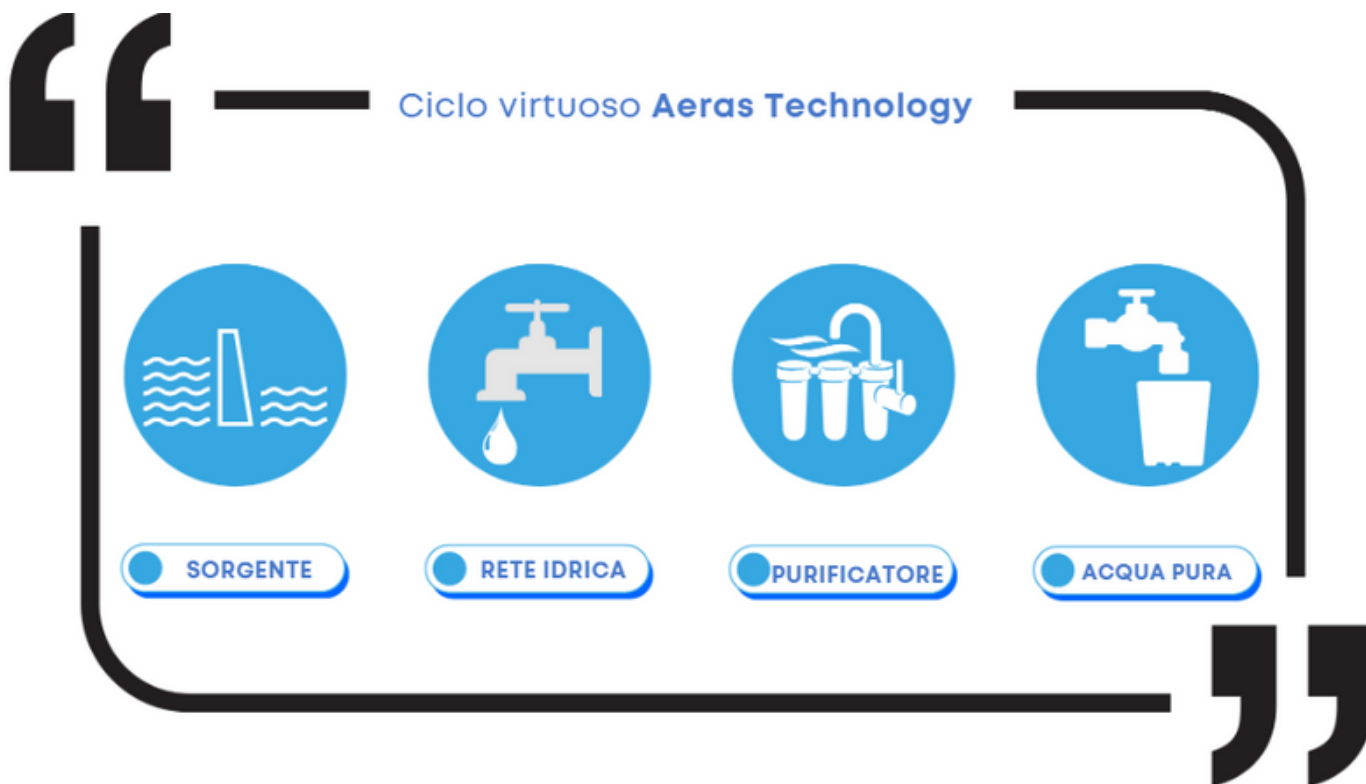 Ciclo virtuoso Aeras Technology
SORGENTE
RETE IDRICA
PURIFICATORE
ACQUA PURA